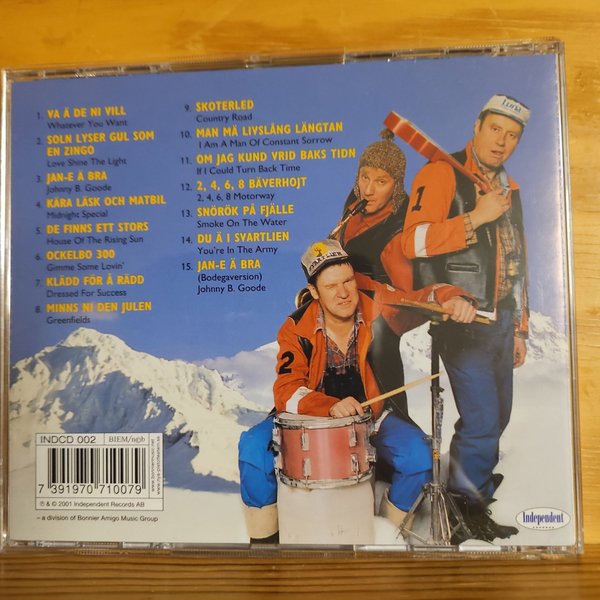 1. VA Ä DE NI VILL
Whatever You Want
2. SOLN LYSER GUL SOM
EN ZINGO
Love Shine The Light
3. JAN-E Ä BRA
Johnny B. Goode
4. KÄRA LÄSK OCH MATBIL
Midnight Special
5. DE FINNS ETT STORS
House Of The Rising Sun
6. OCKELBO 300
Gimme Some Lovin'
7. KLÄDD FÖR Å RÄDD
Dressed For Success
8. MINNS NI DEN JULEN
Greenfields
9. SKOTERLED
Country Road
10. MAN MÄ LIVSLÅNG LÄNGTAN
I Am A Man Of Constant Sorrow
11. OM JAG KUND VRID BAKS TIDN
If I Could Turn Back Time
12. 2, 4, 6, 8 BÄVERHOJT
2, 4, 6, 8 Motorway
13. SNÖRÖK PÅ FJÄLLE
Smoke On The Water
14. DU Ä I SVARTLIEN
You're In The Army
15. JAN-E Ä BRA
(Bodegaversion)
Johnny B. Goode
1
2
INDCD 002
BIEM/n©b
7 391970 710079
℗ & © 2001 Independent Records AB
– a division of Bonnier Amigo Music Group
Independent